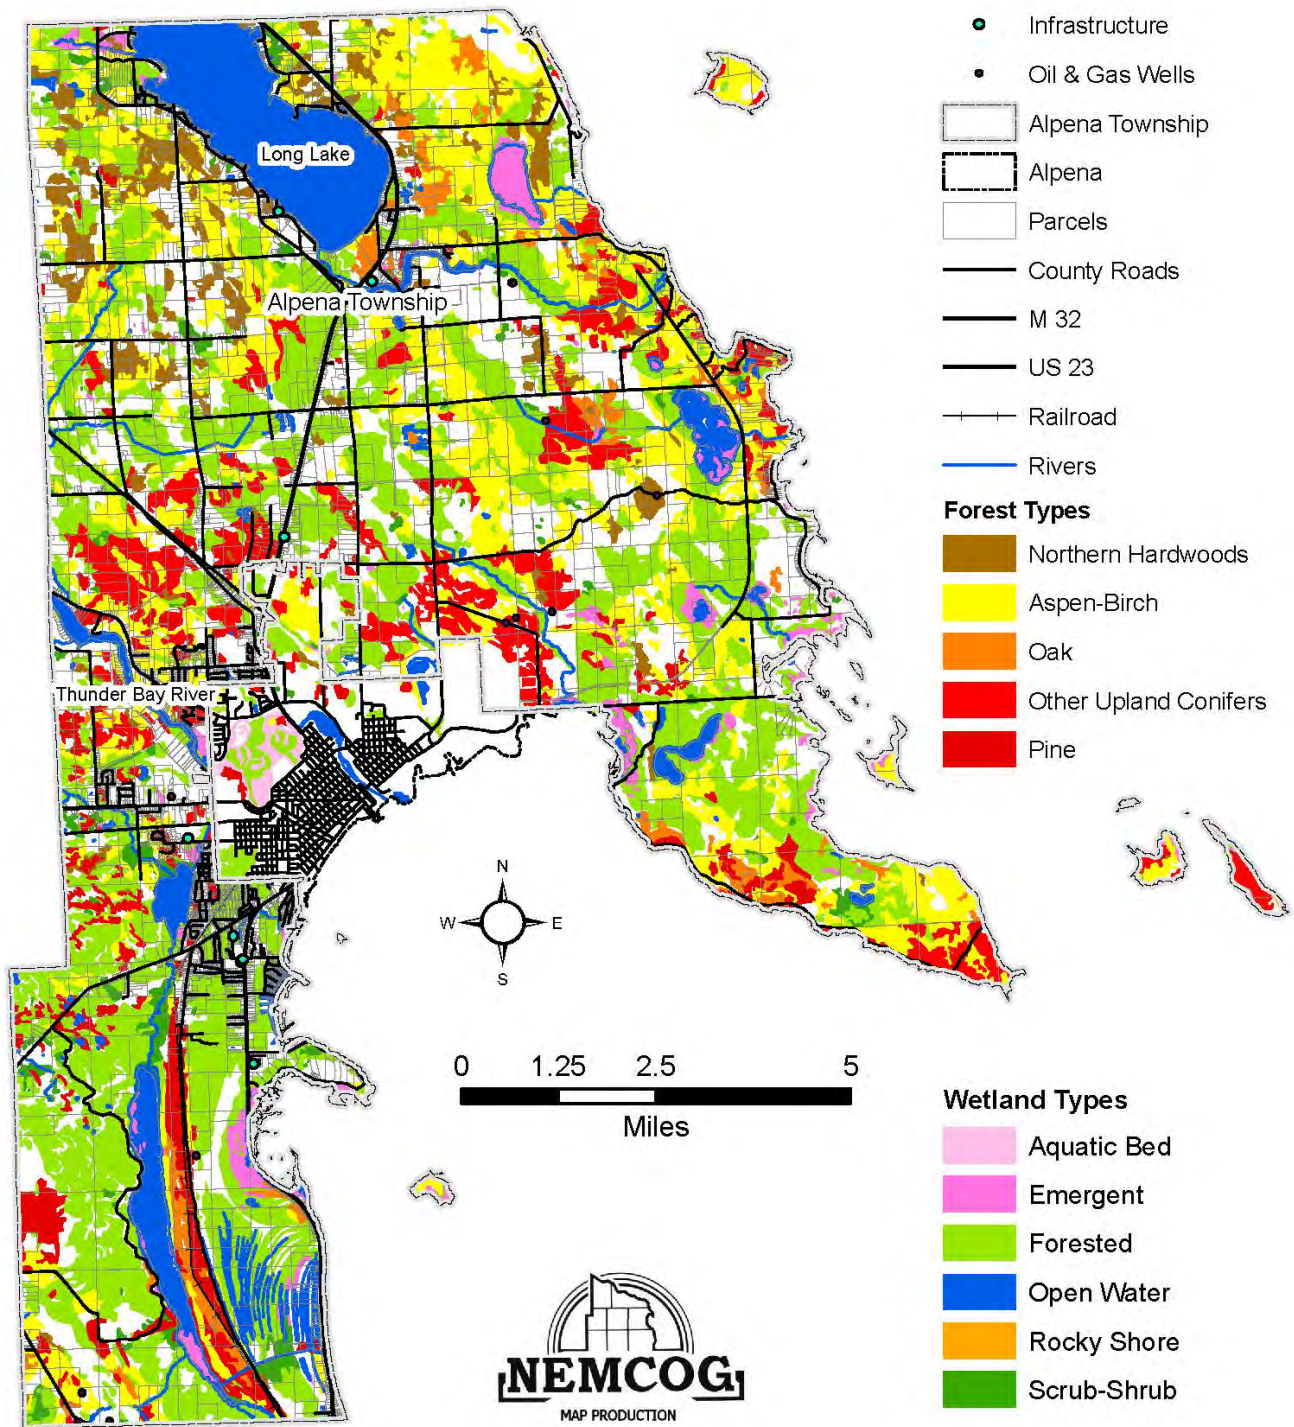 Infrastructure
Oil & Gas Wells
Alpena Township
Alpena
Parcels
County Roads
M 32
US 23
Railroad
Rivers
Forest Types
Northern Hardwoods
Aspen-Birch
Oak
Other Upland Conifers
Pine
Long Lake
Alpena Township
Thunder Bay River
N
W E
S
0 1.25 2.5 5
Miles
Wetland Types
Aquatic Bed
Emergent
Forested
Open Water
Rocky Shore
Scrub-Shrub
NEMCOG
MAP PRODUCTION